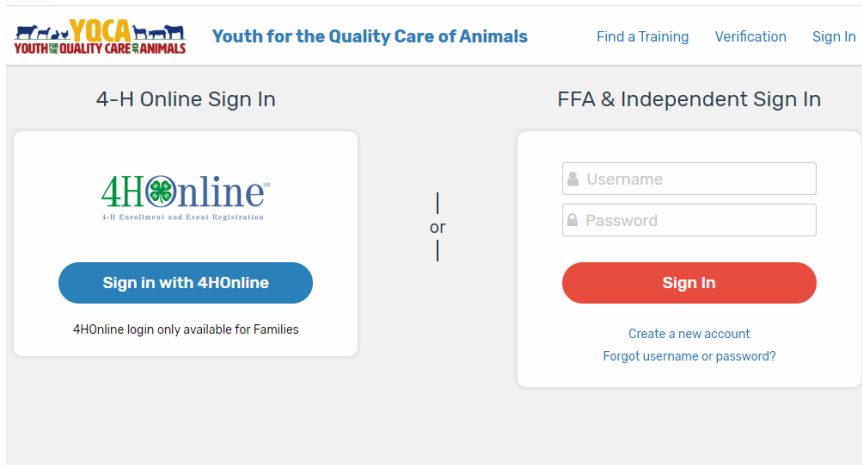 YQCA
YOUTH FOR THE QUALITY CARE OF ANIMALS
Youth for the Quality Care of Animals
Find a Training
Verification
Sign In
4-H Online Sign In
4HOnline
4-H Enrollment and Event Registration
Sign in with 4HOnline
4HOnline login only available for Families
or
FFA & Independent Sign In
Username
Password
Sign In
Create a new account
Forgot username or password?